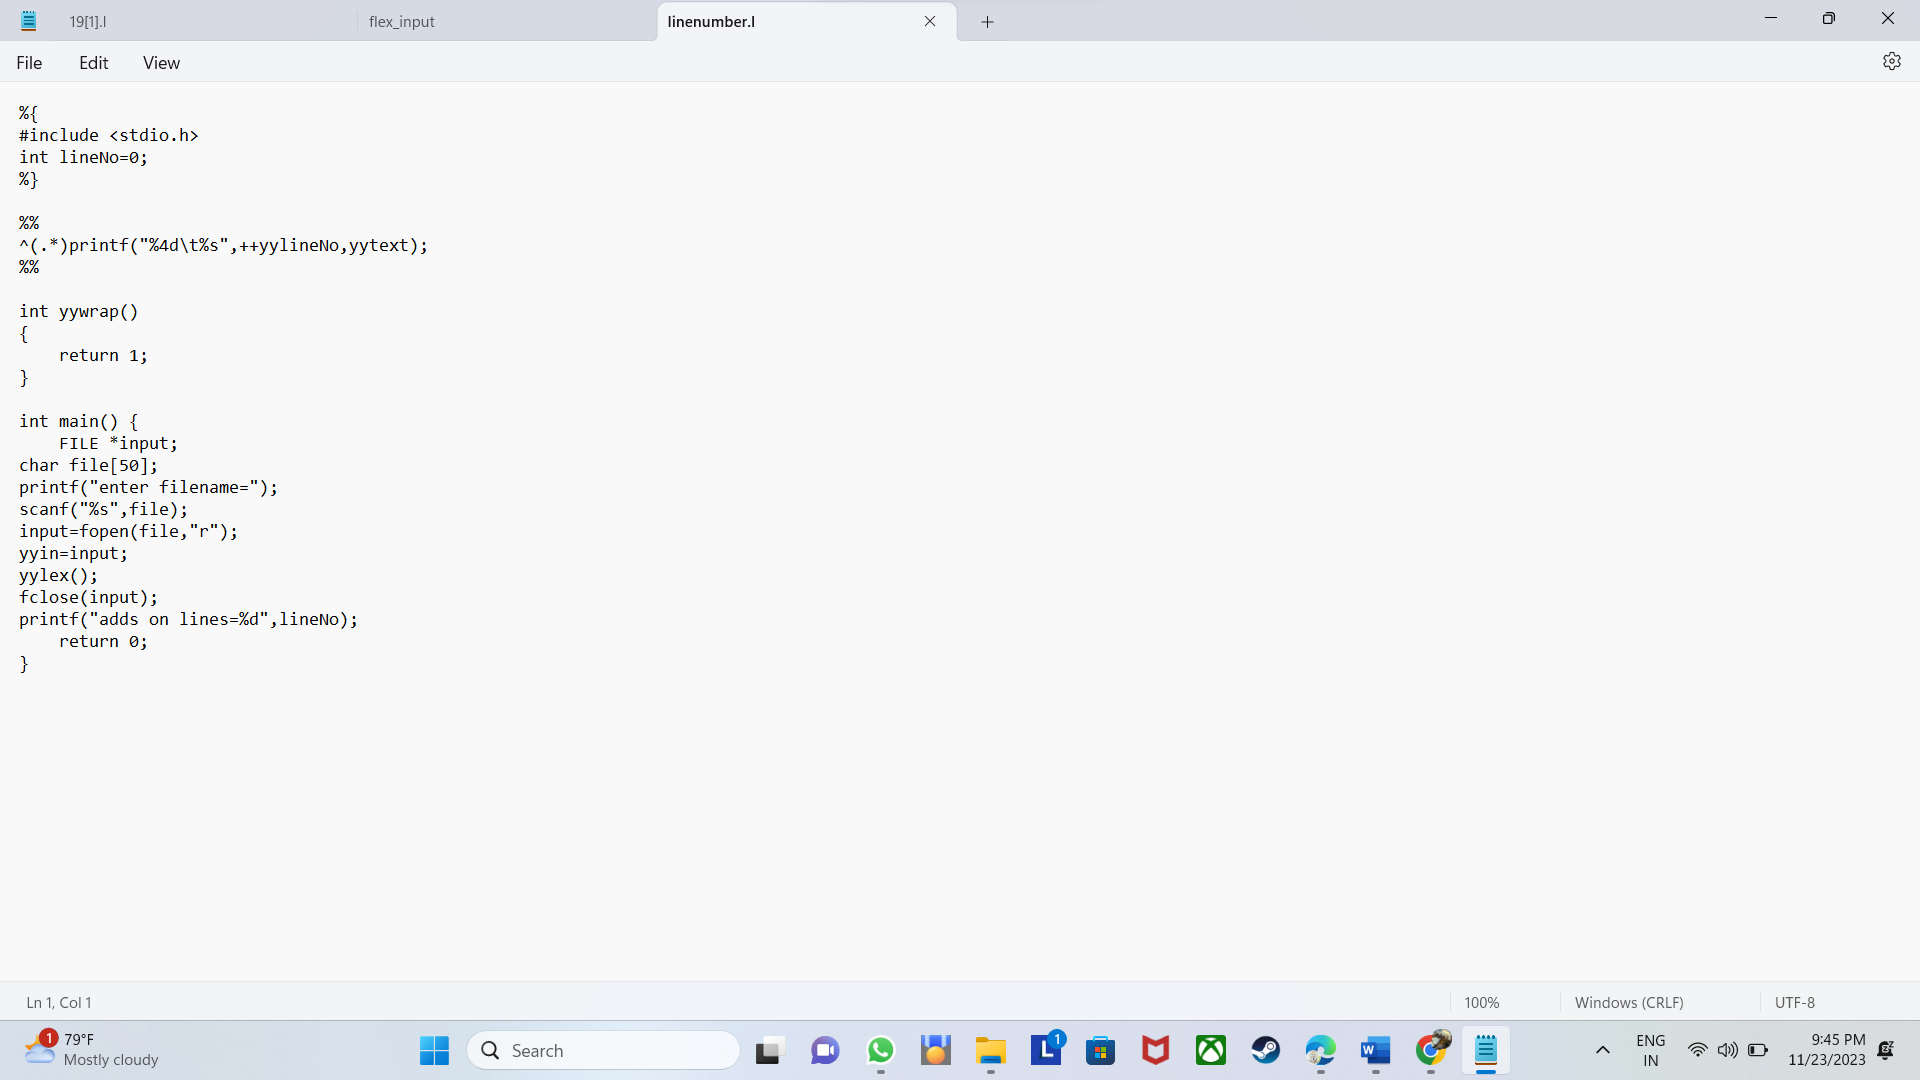 19[1].l
flex_input
linenumber.l
File
Edit
View
%{
#include <stdio.h>
int lineNo=0;
%}
%%
^(.*)printf("%4d\t%s",++yylineNo,yytext);
%%
int yywrap()
{
    return 1;
}
int main() {
    FILE *input;
char file[50];
printf("enter filename=");
scanf("%s",file);
input=fopen(file,"r");
yyin=input;
yylex();
fclose(input);
printf("adds on lines=%d",lineNo);
    return 0;
}
Ln 1, Col 1
100%
Windows (CRLF)
UTF-8
1
79°F
Mostly cloudy
Search
L
1
W
ENG
IN
9:45 PM
11/23/2023